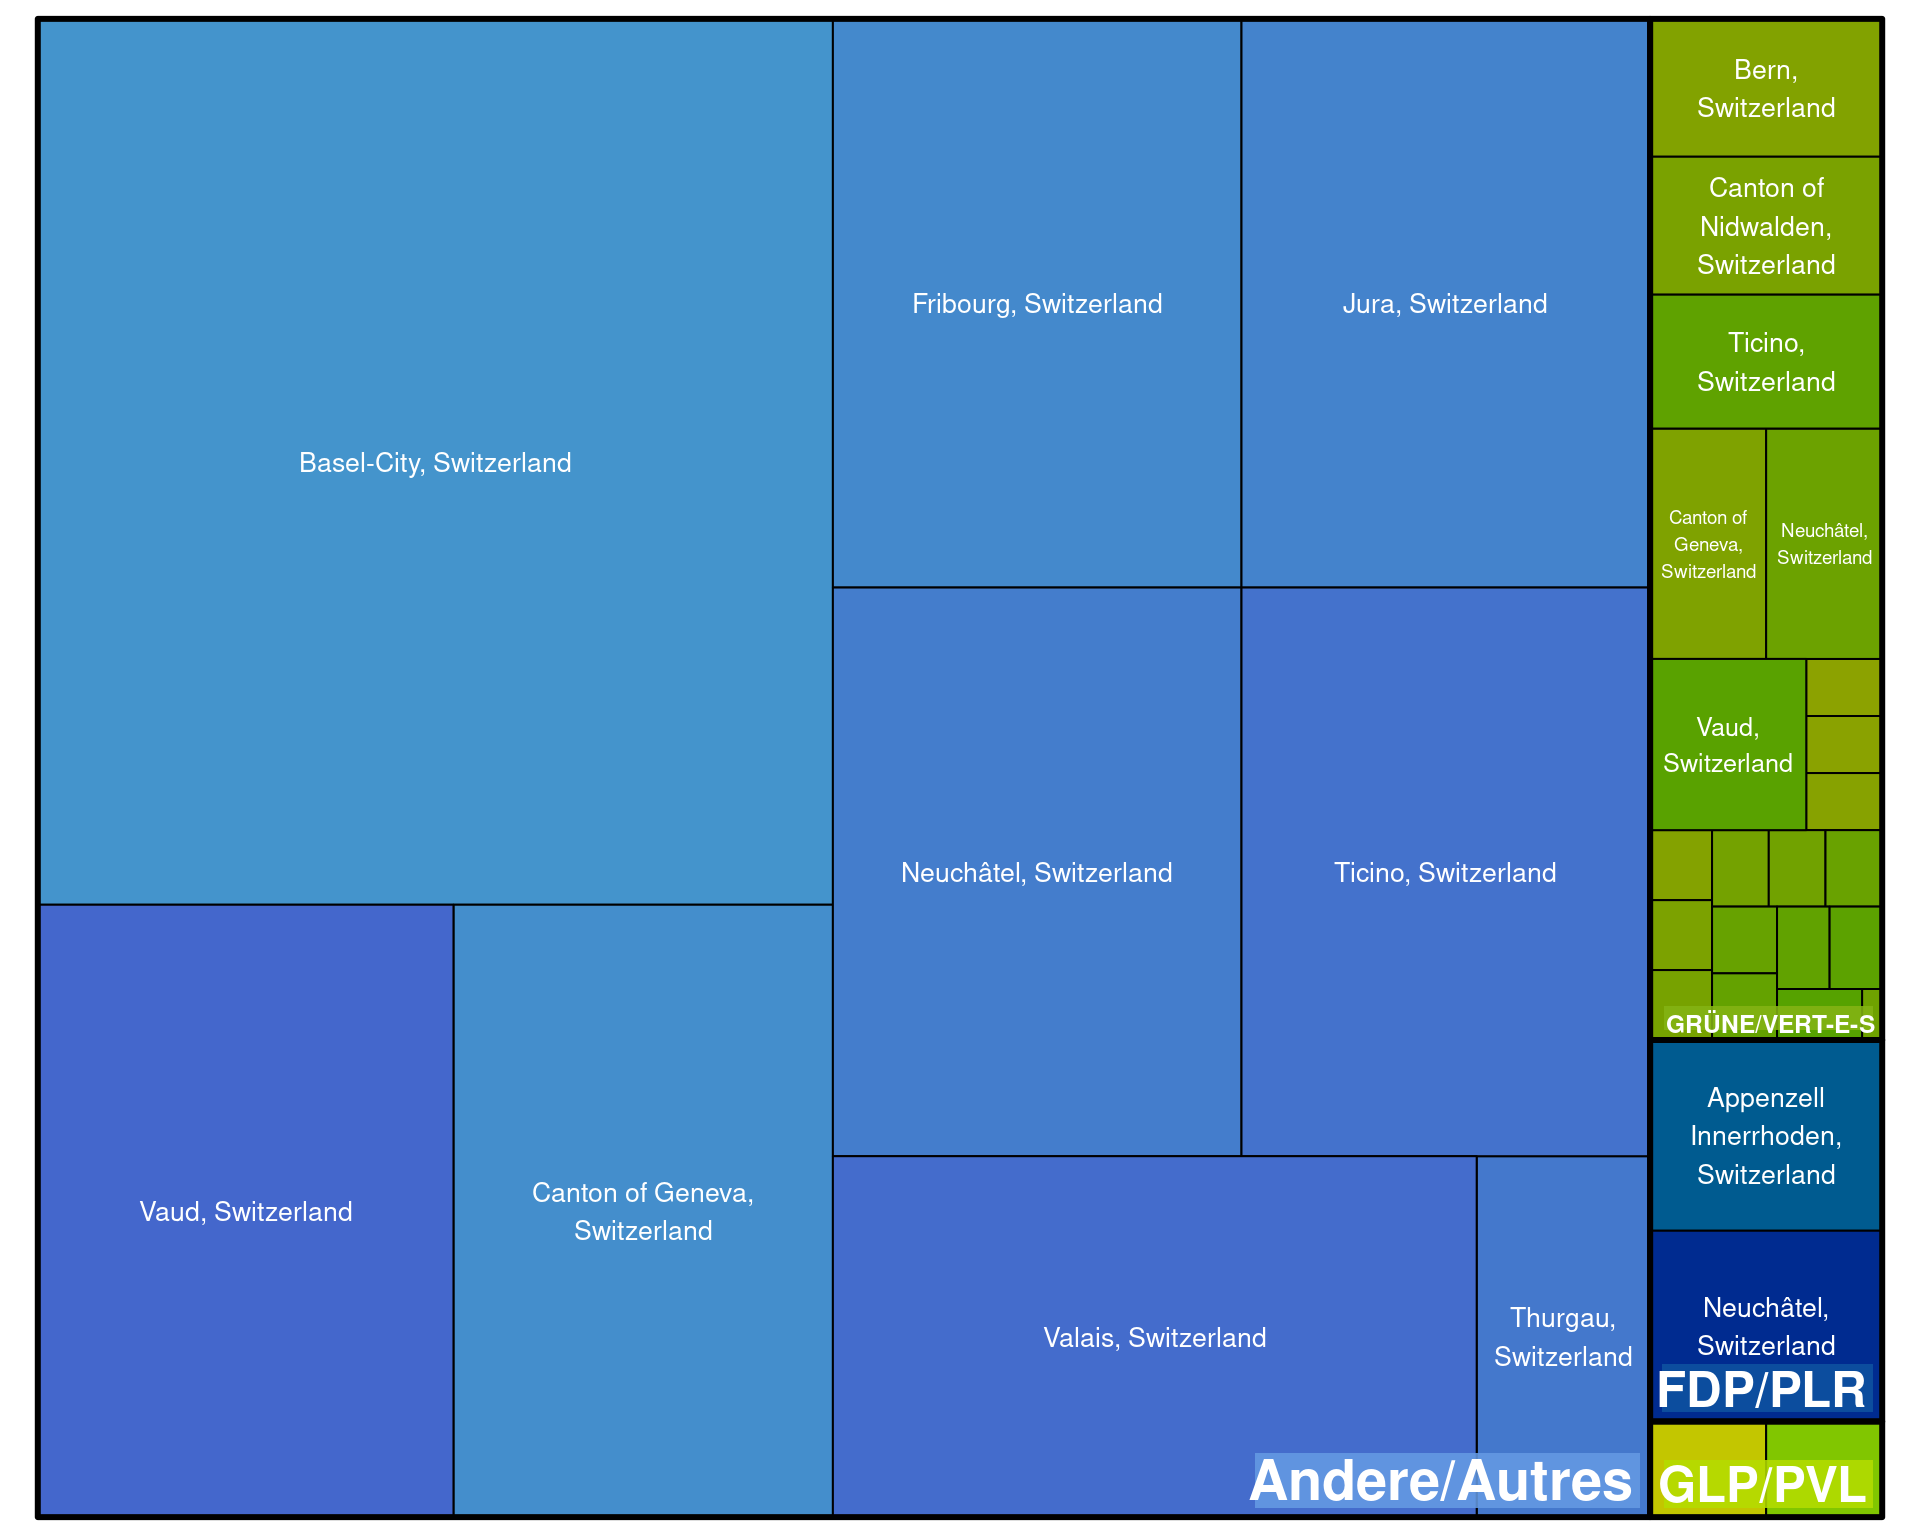 Basel-City, Switzerland
Fribourg, Switzerland
Jura, Switzerland
Neuchâtel, Switzerland
Ticino, Switzerland
Vaud, Switzerland
Canton of Geneva,
Switzerland
Valais, Switzerland
Thurgau,
Switzerland
Andere/Autres
Bern,
Switzerland
Canton of
Nidwalden,
Switzerland
Ticino,
Switzerland
Canton of
Geneva,
Switzerland
Neuchâtel,
Switzerland
Vaud,
Switzerland
GRÜNE/VERT-E-S
Appenzell
Innerrhoden,
Switzerland
Neuchâtel,
Switzerland
FDP/PLR
GLP/PVL